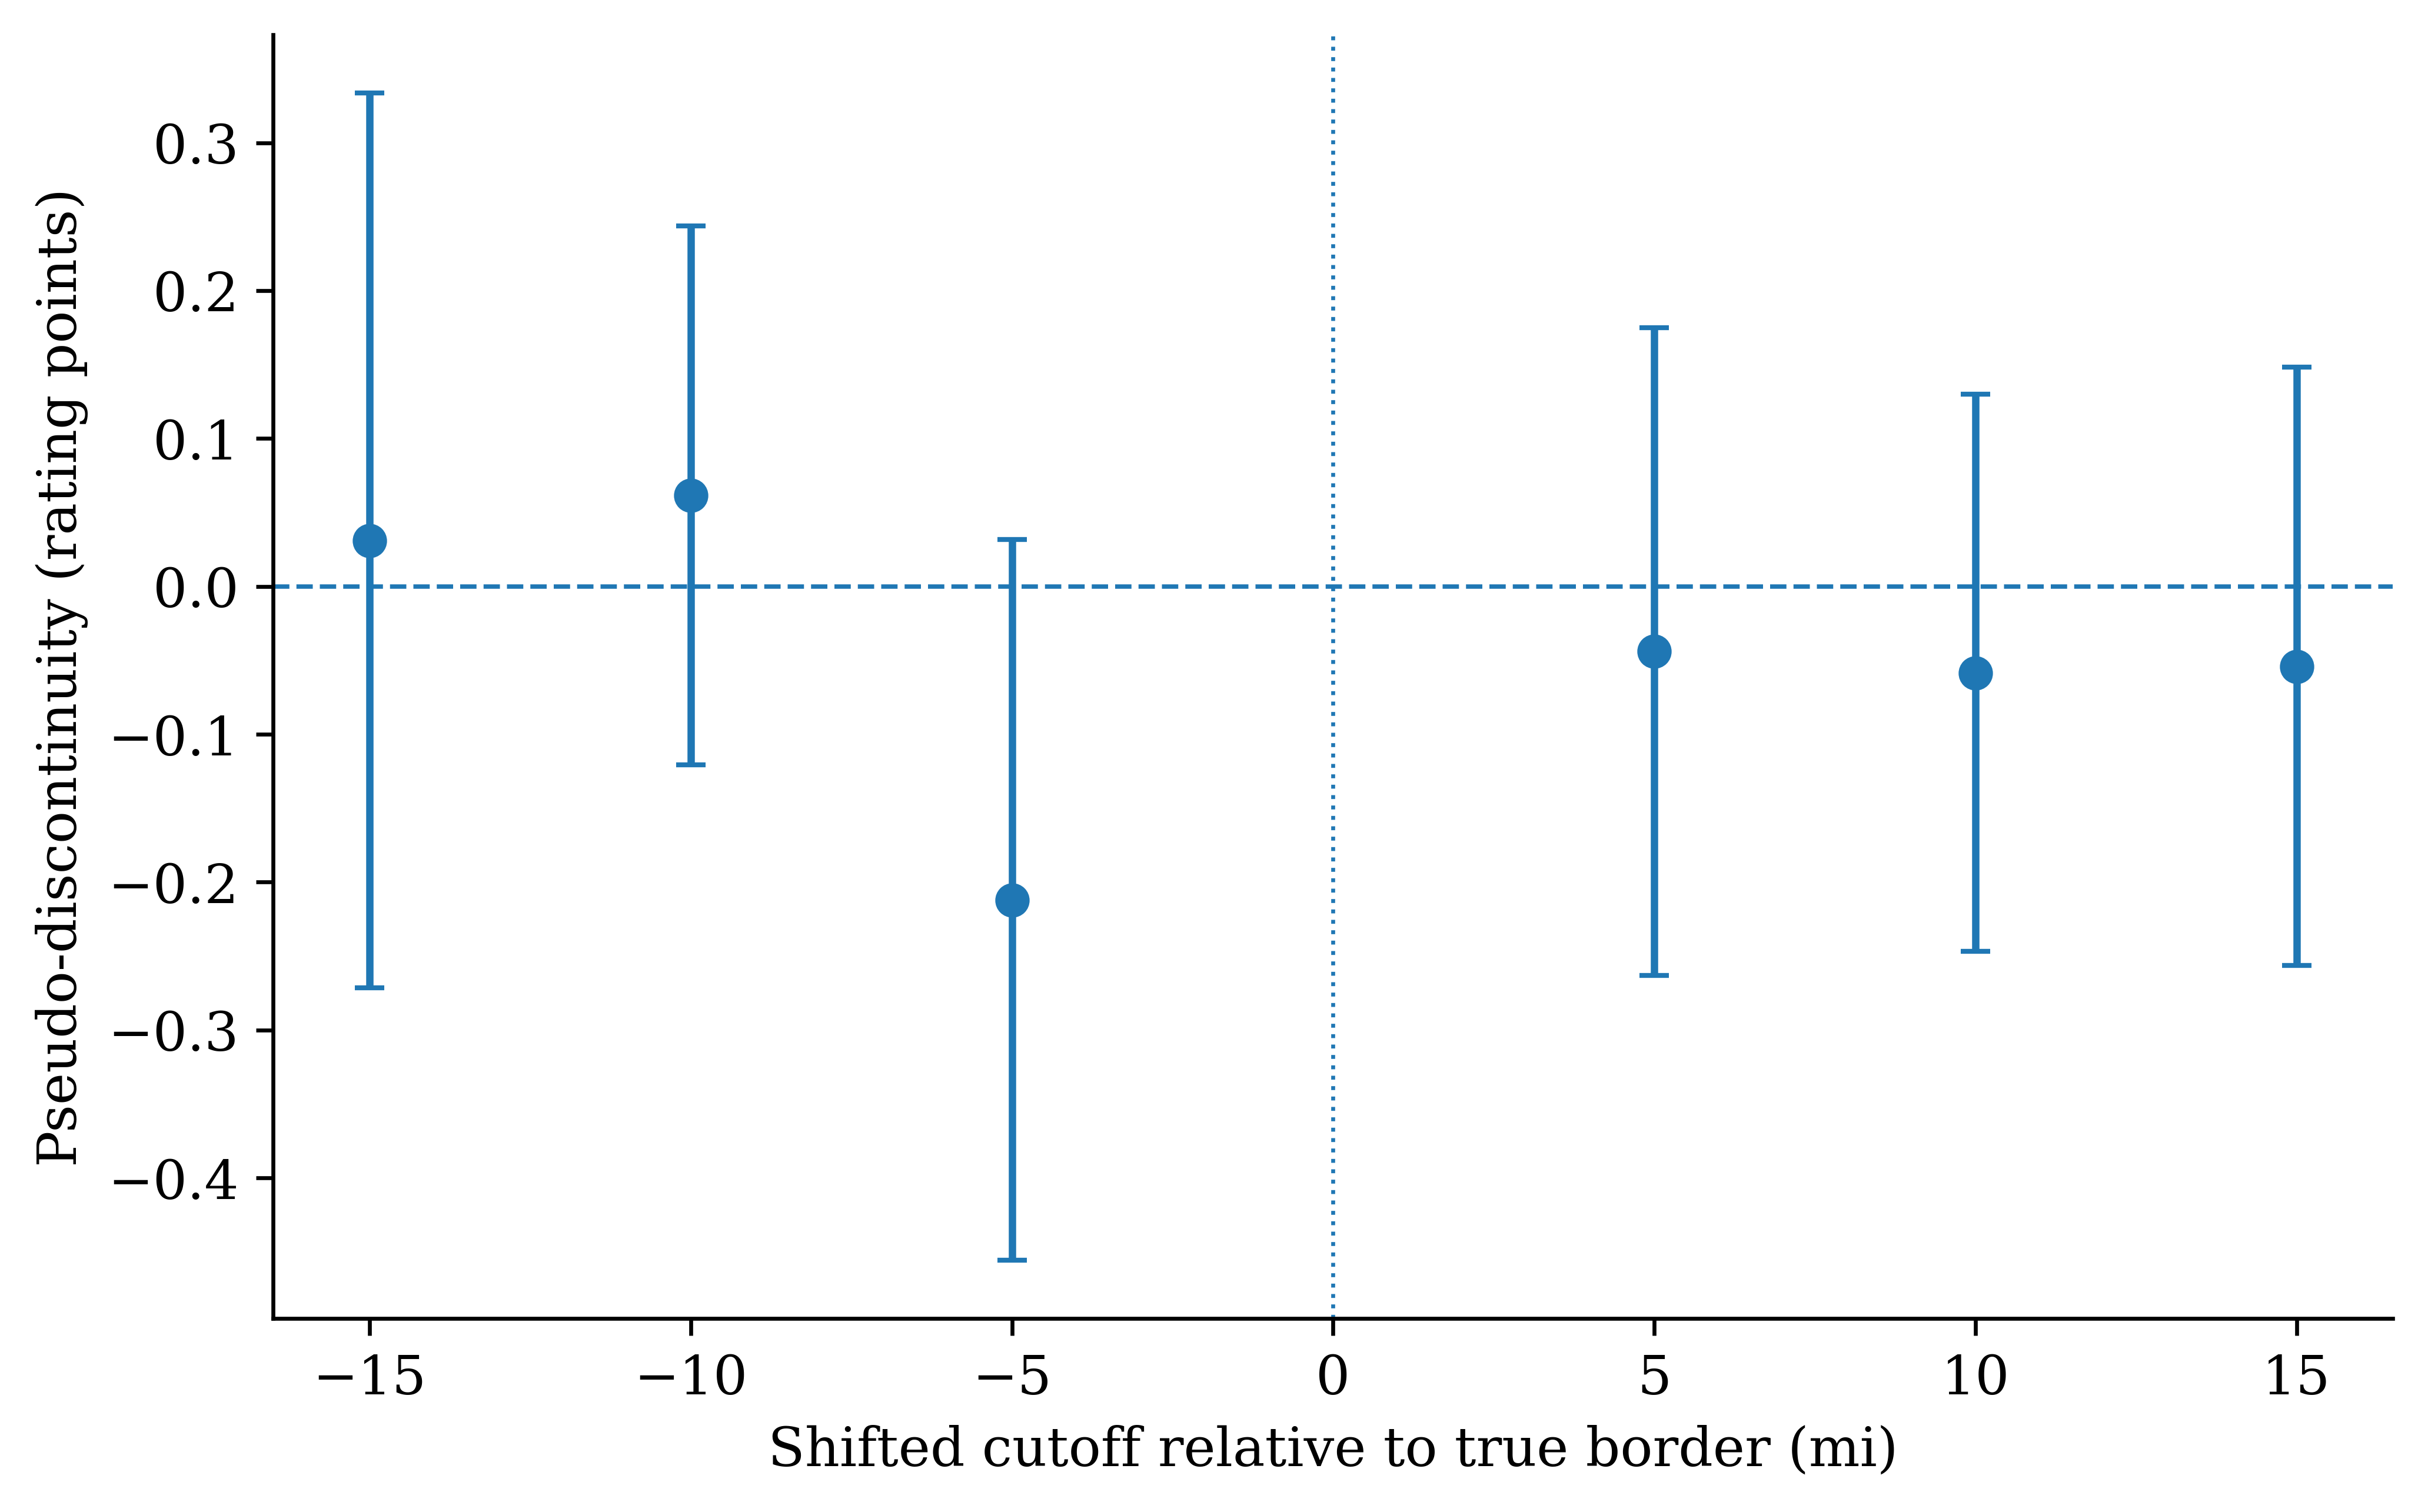 Pseudo-discontinuity (rating points)
0.3
0.2
0.1
0.0
−0.1
−0.2
−0.3
−0.4
−15 −10 −5 0 5 10 15
Shifted cutoff relative to true border (mi)